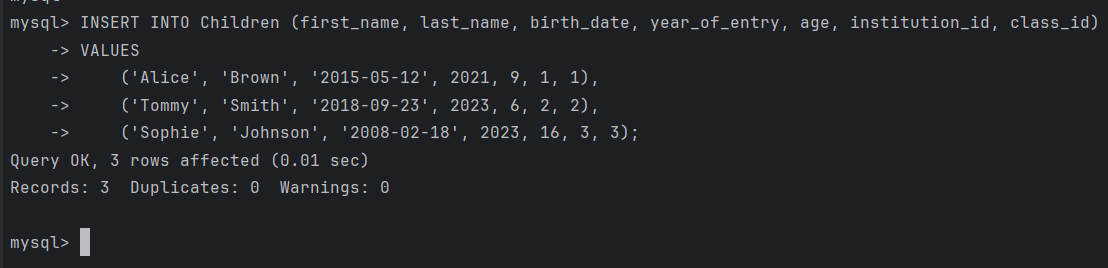 mysql> INSERT INTO Children (first_name, last_name, birth_date, year_of_entry, age, institution_id, class_id)
    -> VALUES
    ->     ('Alice', 'Brown', '2015-05-12', 2021, 9, 1, 1),
    ->     ('Tommy', 'Smith', '2018-09-23', 2023, 6, 2, 2),
    ->     ('Sophie', 'Johnson', '2008-02-18', 2023, 16, 3, 3);
Query OK, 3 rows affected (0.01 sec)
Records: 3  Duplicates: 0  Warnings: 0
mysql>